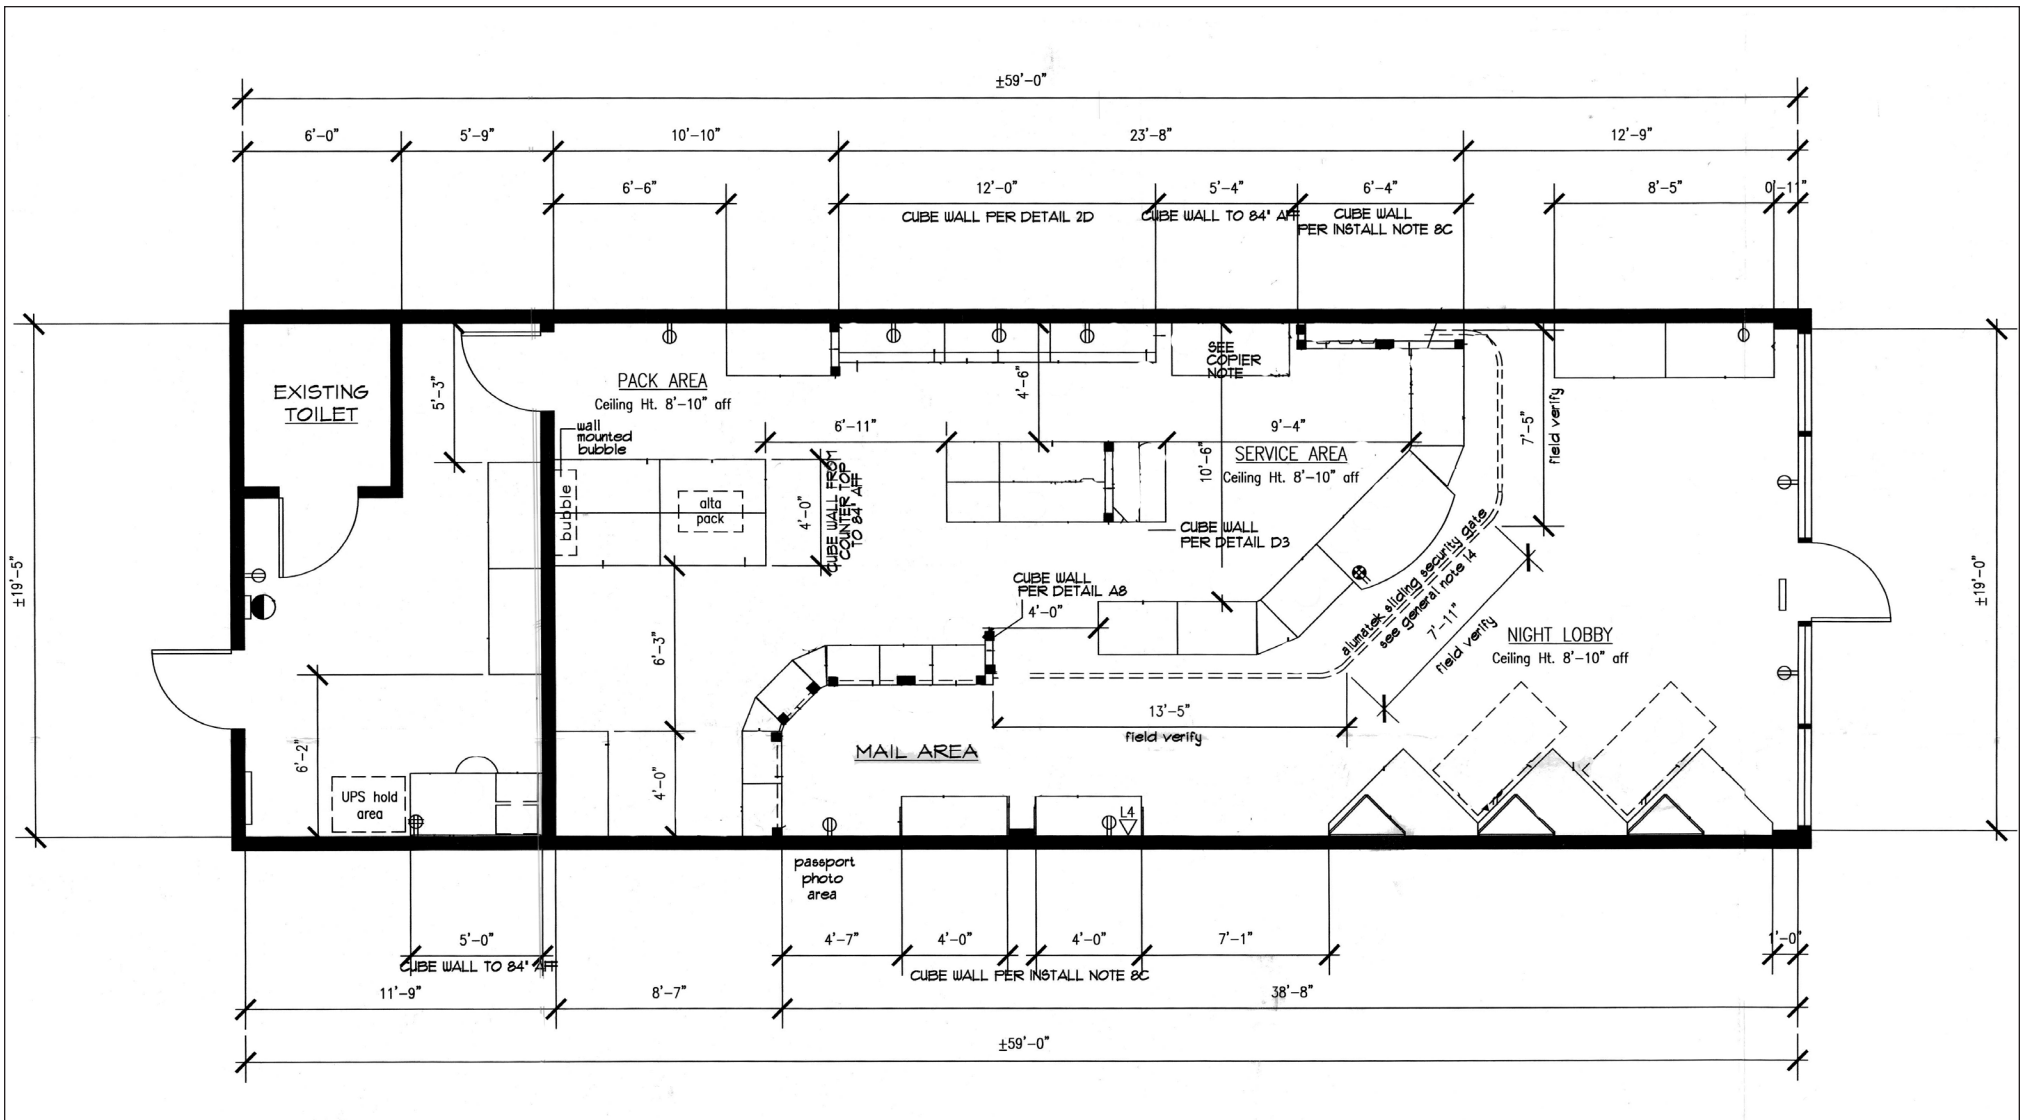 ±59'-0"
6'-0"
5'-9"
10'-10"
23'-8"
12'-9"
6'-6"
12'-0"
5'-4"
6'-4"
8'-5"
0'-11"
CUBE WALL PER DETAIL 2D
CUBE WALL TO 84" AFF
CUBE WALL
PER INSTALL NOTE 8C
EXISTING
TOILET
5'-3"
PACK AREA
Ceiling Ht. 8'-10" aff
wall
mounted
bubble
bubble
alta
pack
4'-0"
CUBE WALL FROM
COUNTER TOP
TO 84" AFF
6'-11"
4'-6"
SEE
COPIER
NOTE
10'-6"
9'-4"
SERVICE AREA
Ceiling Ht. 8'-10" aff
7'-5"
field verify
CUBE WALL
PER DETAIL D3
CUBE WALL
PER DETAIL A8
4'-0"
alumatek sliding security gate
see general note 14
7'-11"
field verify
NIGHT LOBBY
Ceiling Ht. 8'-10" aff
±19'-5"
±19'-0"
6'-3"
6'-2"
4'-0"
13'-5"
field verify
MAIL AREA
UPS hold
area
L4
passport
photo
area
5'-0"
CUBE WALL TO 84" AFF
4'-7"
4'-0"
4'-0"
7'-1"
1'-0"
CUBE WALL PER INSTALL NOTE 8C
11'-9"
8'-7"
38'-8"
±59'-0"